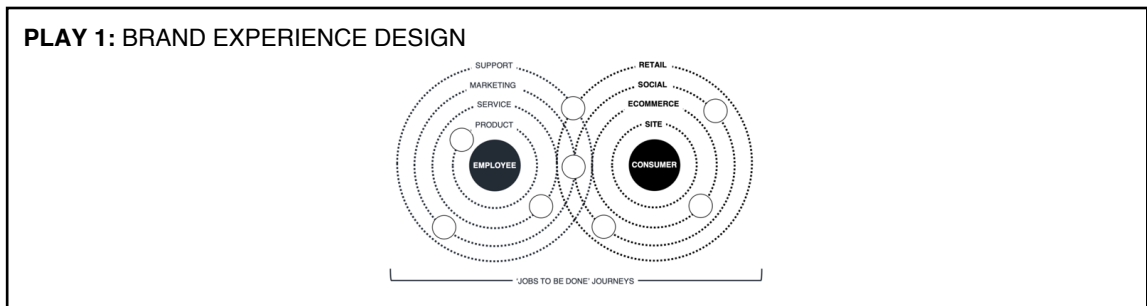 PLAY 1: BRAND EXPERIENCE DESIGN
SUPPORT
MARKETING
SERVICE
PRODUCT
EMPLOYEE
RETAIL
SOCIAL
ECOMMERCE
SITE
CONSUMER
'JOBS TO BE DONE' JOURNEYS